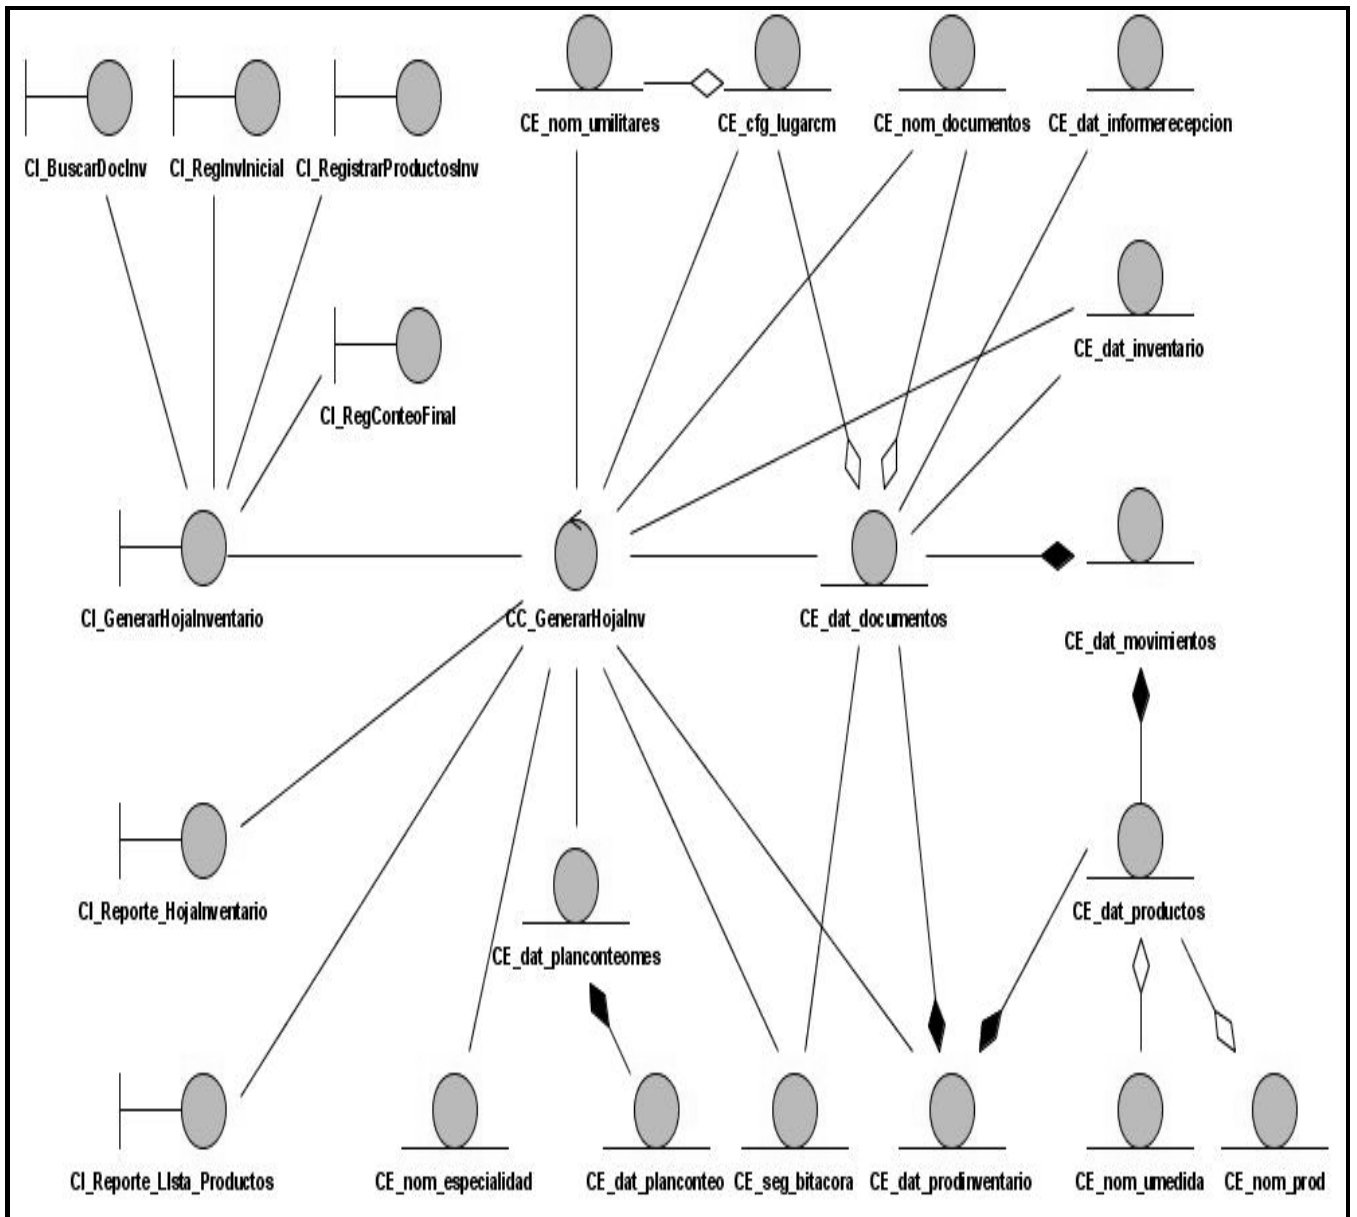 CE_nom_umilitares
CE_cfg_lugarcm
CE_nom_documentos
CE_dat_informerecepcion
CI_BuscarDocInv
CI_RegInvInicial
CI_RegistrarProductosInv
CE_dat_inventario
CI_RegConteoFinal
CI_GenerarHojaInventario
CC_GenerarHojaInv
CE_dat_documentos
CE_dat_movimientos
CI_Reporte_HojaInventario
CE_dat_productos
CE_dat_planconteomes
CI_Reporte_LIsta_Productos
CE_nom_especialidad
CE_dat_planconteo
CE_seg_bitacora
CE_dat_prodinventario
CE_nom_umedida
CE_nom_prod